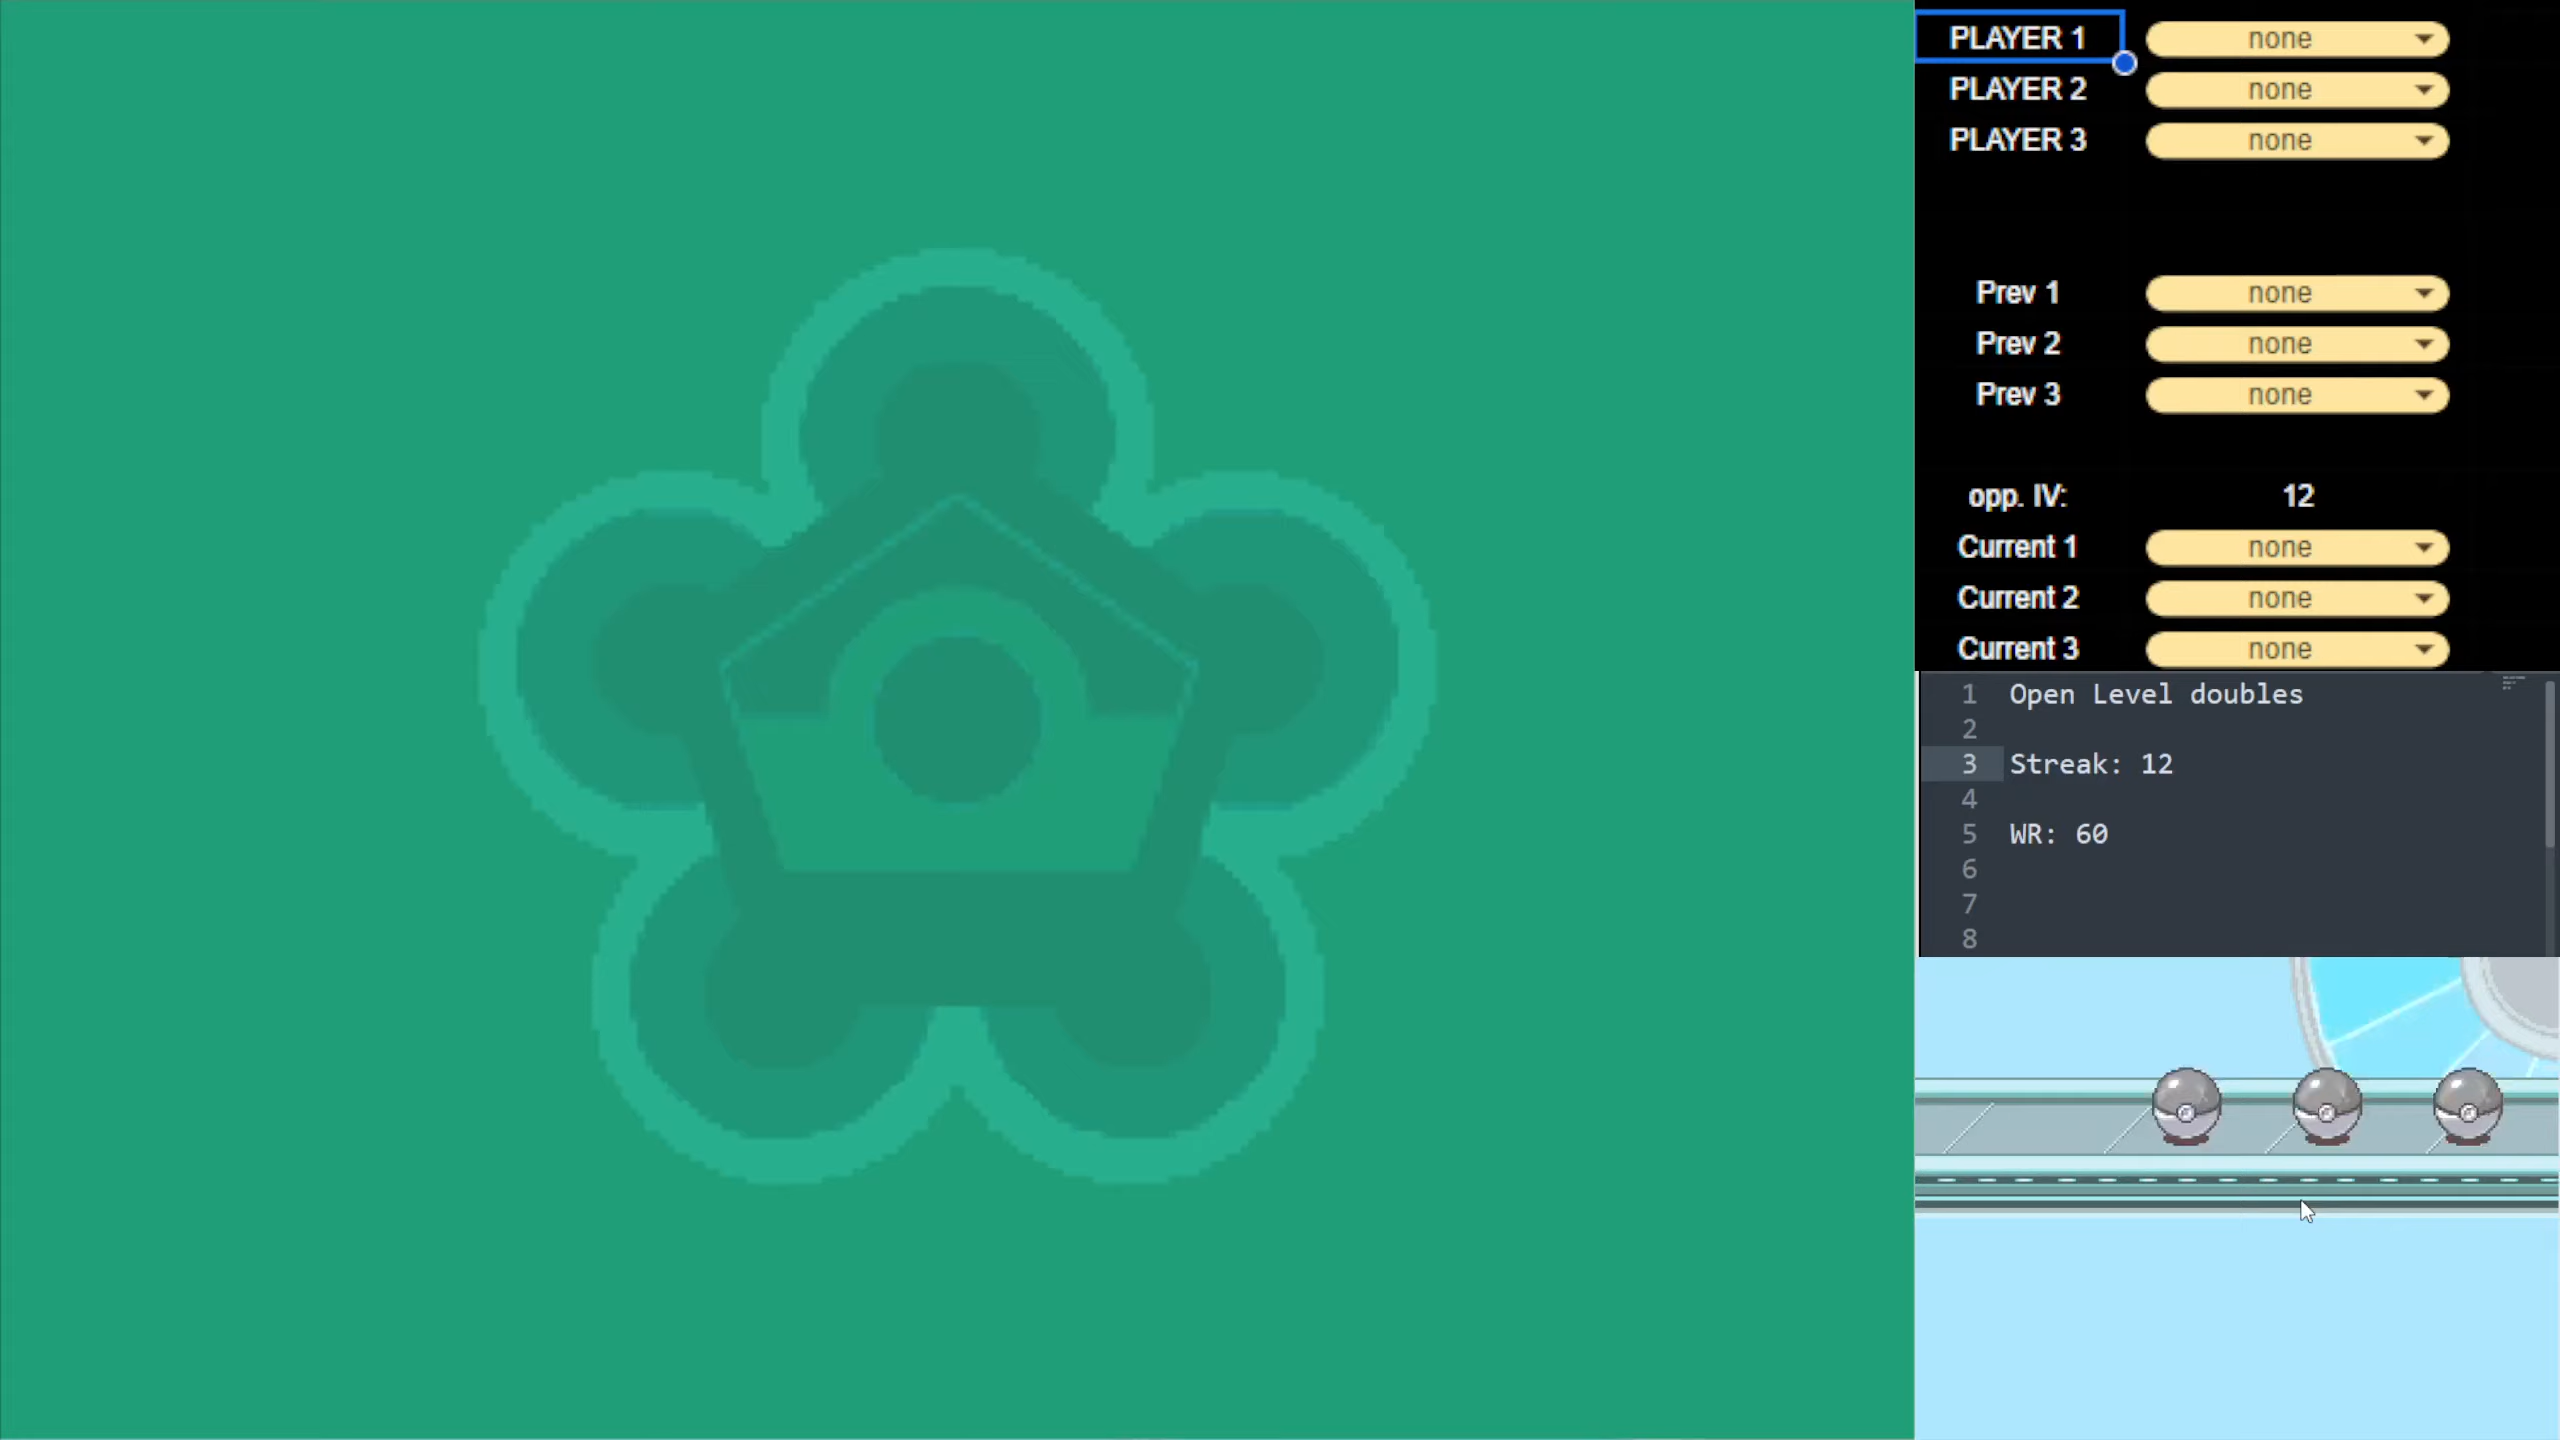 PLAYER 1 none
PLAYER 2 none
PLAYER 3 none
Prev 1 none
Prev 2 none
Prev 3 none
opp. IV: 12
Current 1 none
Current 2 none
Current 3 none
1 Open Level doubles
2
3 Streak: 12
4
5 WR: 60
6
7
8